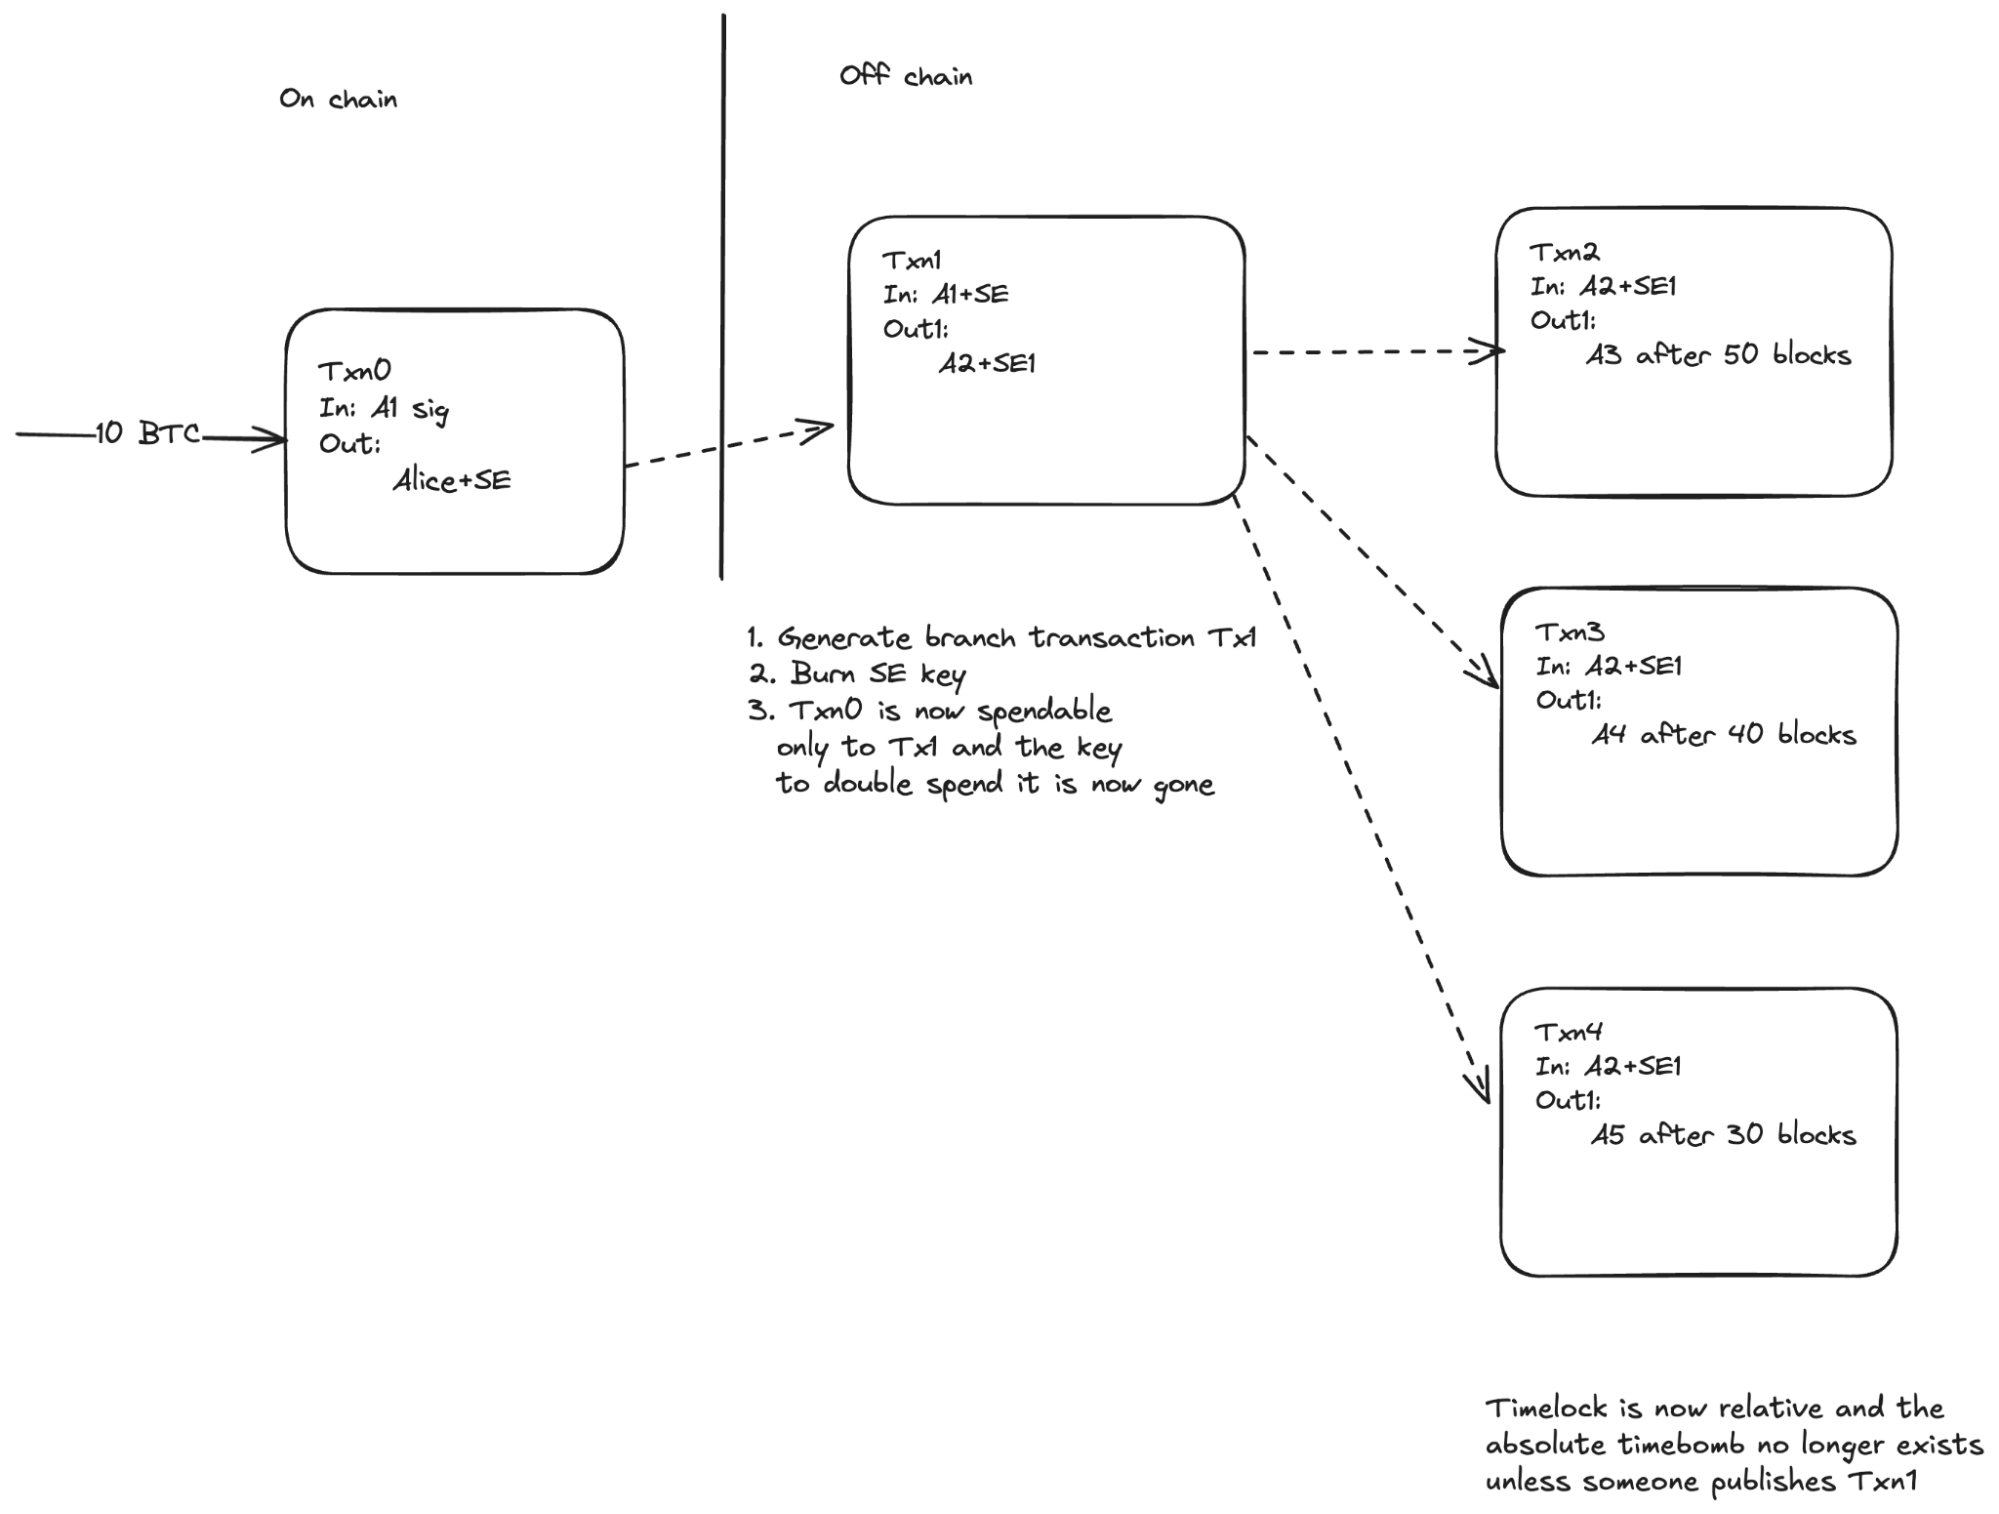 On chain
Off chain
10 BTC
Txn0
In: A1 sig
Out:
Alice+SE
Txn1
In: A1+SE
Out1:
A2+SE1
Txn2
In: A2+SE1
Out1:
A3 after 50 blocks
1. Generate branch transaction Tx1
2. Burn SE key
3. Txn0 is now spendable
only to Tx1 and the key
to double spend it is now gone
Txn3
In: A2+SE1
Out1:
A4 after 40 blocks
Txn4
In: A2+SE1
Out1:
A5 after 30 blocks
Timelock is now relative and the
absolute timebomb no longer exists
unless someone publishes Txn1